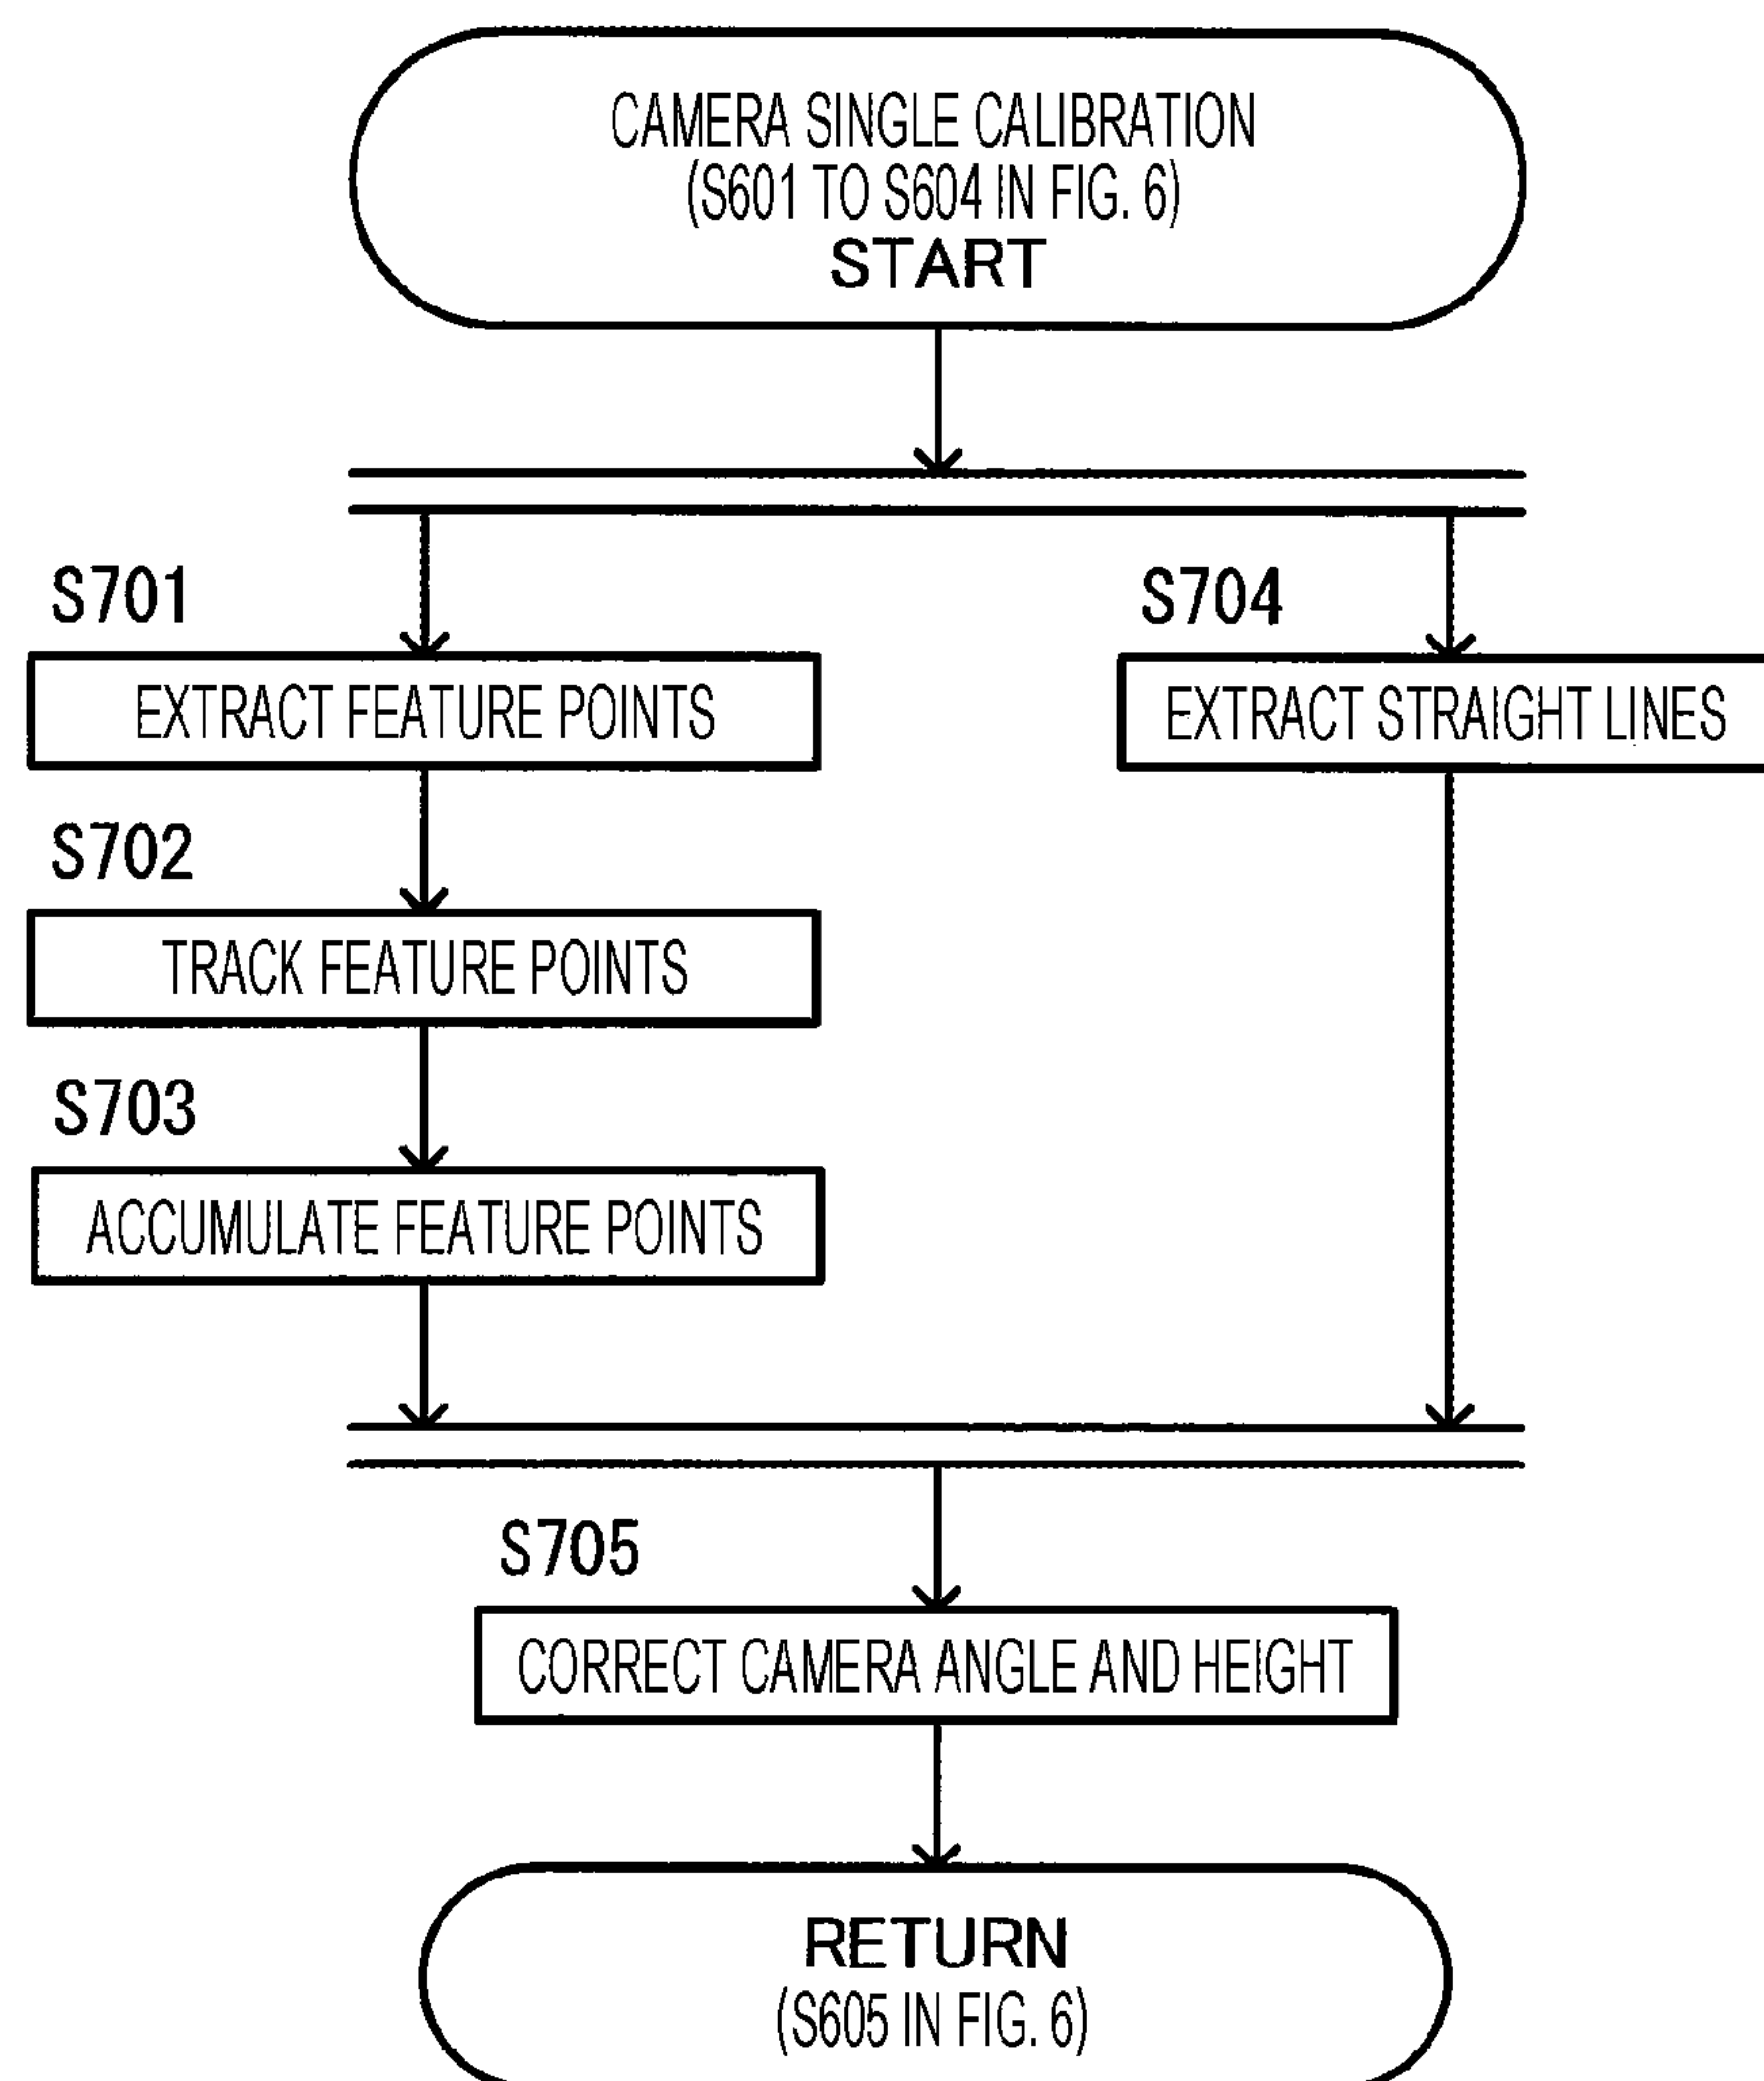 CAMERA SINGLE CALIBRATION
(S601 TO S604 IN FIG. 6)
START
S701
EXTRACT FEATURE POINTS
S704
EXTRACT STRAIGHT LINES
S702
TRACK FEATURE POINTS
S703
ACCUMULATE FEATURE POINTS
S705
CORRECT CAMERA ANGLE AND HEIGHT
RETURN
(S605 IN FIG. 6)